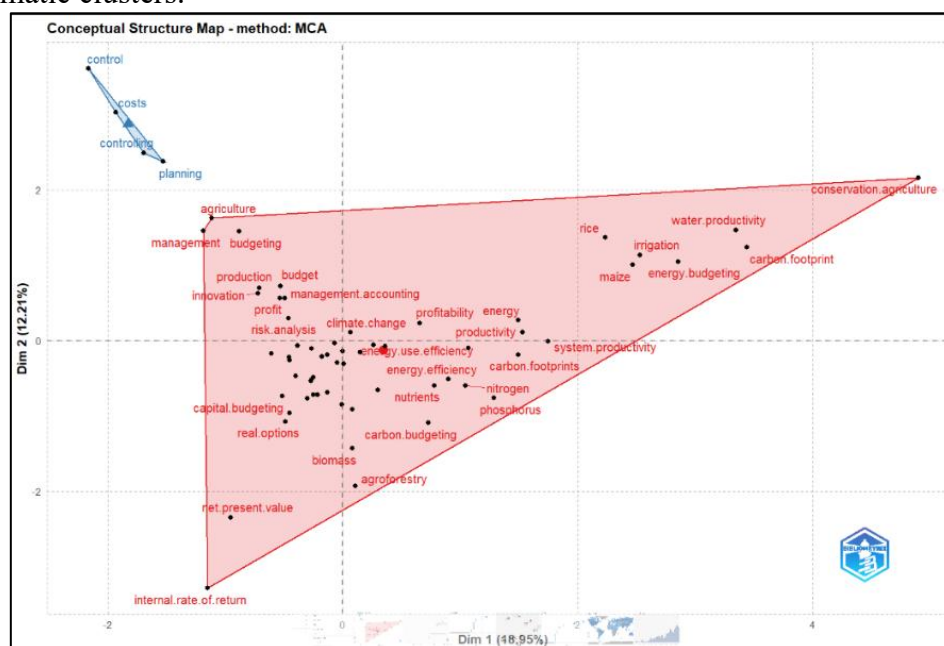 matic clusters.
Conceptual Structure Map - method: MCA
control
costs
controlling
planning
2
conservation.agriculture
agriculture
water.productivity
rice
management
budgeting
irrigation
carbon.footprint
maize
energy.budgeting
production
budget
innovation
management.accounting
profit
profitability
energy
climate.change
risk.analysis
productivity
0
energy.use.efficiency
system.productivity
energy.efficiency
carbon.footprints
nutrients
nitrogen
capital.budgeting
phosphorus
real.options
carbon.budgeting
biomass
agroforestry
-2
net.present.value
internal.rate.of.return
Dim 2 (12.21%)
-2
0
2
4
Dim 1 (18.95%)
BIBLIOMETRIX